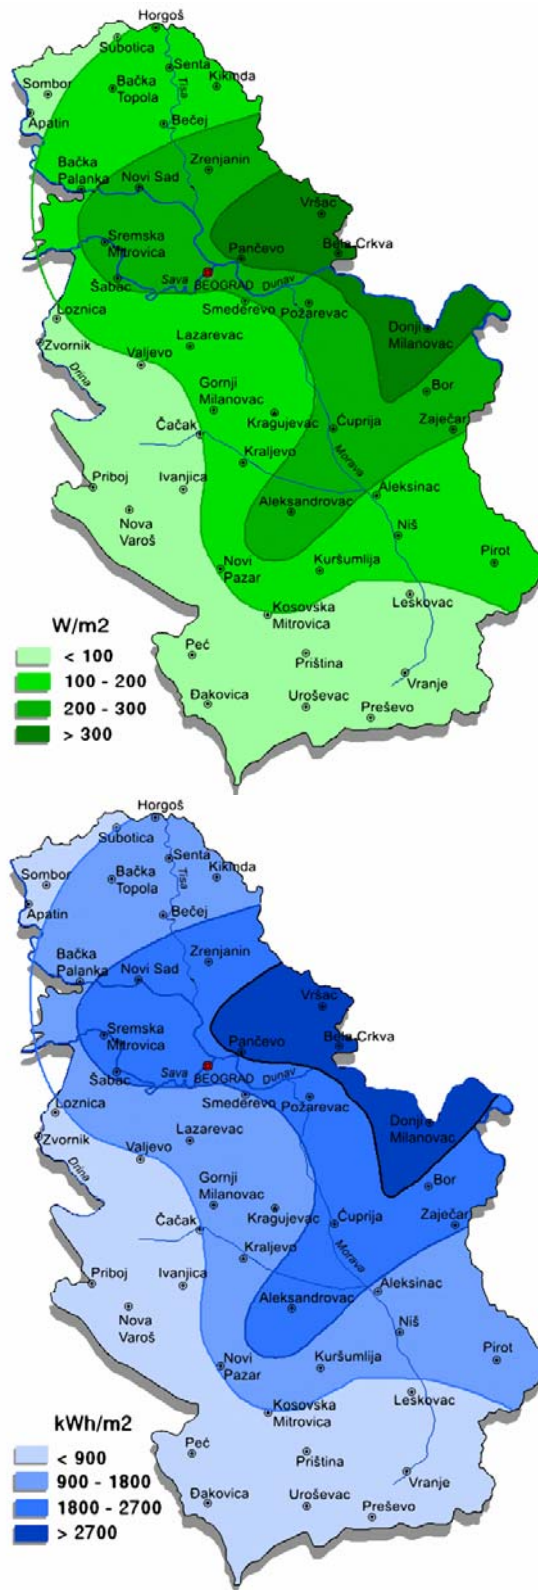 Horgoš
Subotica
Senta
Kikinda
Sombor
Bačka
Topola
Tisa
Apatin
Bečej
Zrenjanin
Bačka
Palanka
Novi Sad
Vršac
Sremska
Mitrovica
Pančevo
Bela Crkva
Šabac
Sava
BEOGRAD
Dunav
Smederevo
Požarevac
Loznica
Donji
Milanovac
Zvornik
Lazarevac
Valjevo
Drina
Gornji
Milanovac
Bor
Kragujevac
Ćuprija
Zaječar
Čačak
Kraljevo
Morava
Priboj
Ivanjica
Aleksinac
Nova
Varoš
Aleksandrovac
Niš
Novi
Pazar
Kuršumlija
Pirot
Kosovska
Mitrovica
Leskovac
W/m2
Peć
Priština
< 100
Vranje
100 - 200
Đakovica
Uroševac
Preševo
200 - 300
> 300
Horgoš
Subotica
Senta
Kikinda
Sombor
Bačka
Topola
Tisa
Apatin
Bečej
Zrenjanin
Bačka
Palanka
Novi Sad
Vršac
Sremska
Mitrovica
Pančevo
Bela Crkva
Šabac
Sava
BEOGRAD
Dunav
Smederevo
Požarevac
Loznica
Donji
Milanovac
Zvornik
Lazarevac
Valjevo
Drina
Gornji
Milanovac
Bor
Kragujevac
Ćuprija
Zaječar
Čačak
Kraljevo
Morava
Priboj
Ivanjica
Aleksinac
Nova
Varoš
Aleksandrovac
Niš
Novi
Pazar
Kuršumlija
Pirot
Kosovska
Mitrovica
Leskovac
kWh/m2
Peć
Priština
< 900
Vranje
900 - 1800
Đakovica
Uroševac
Preševo
1800 - 2700
> 2700